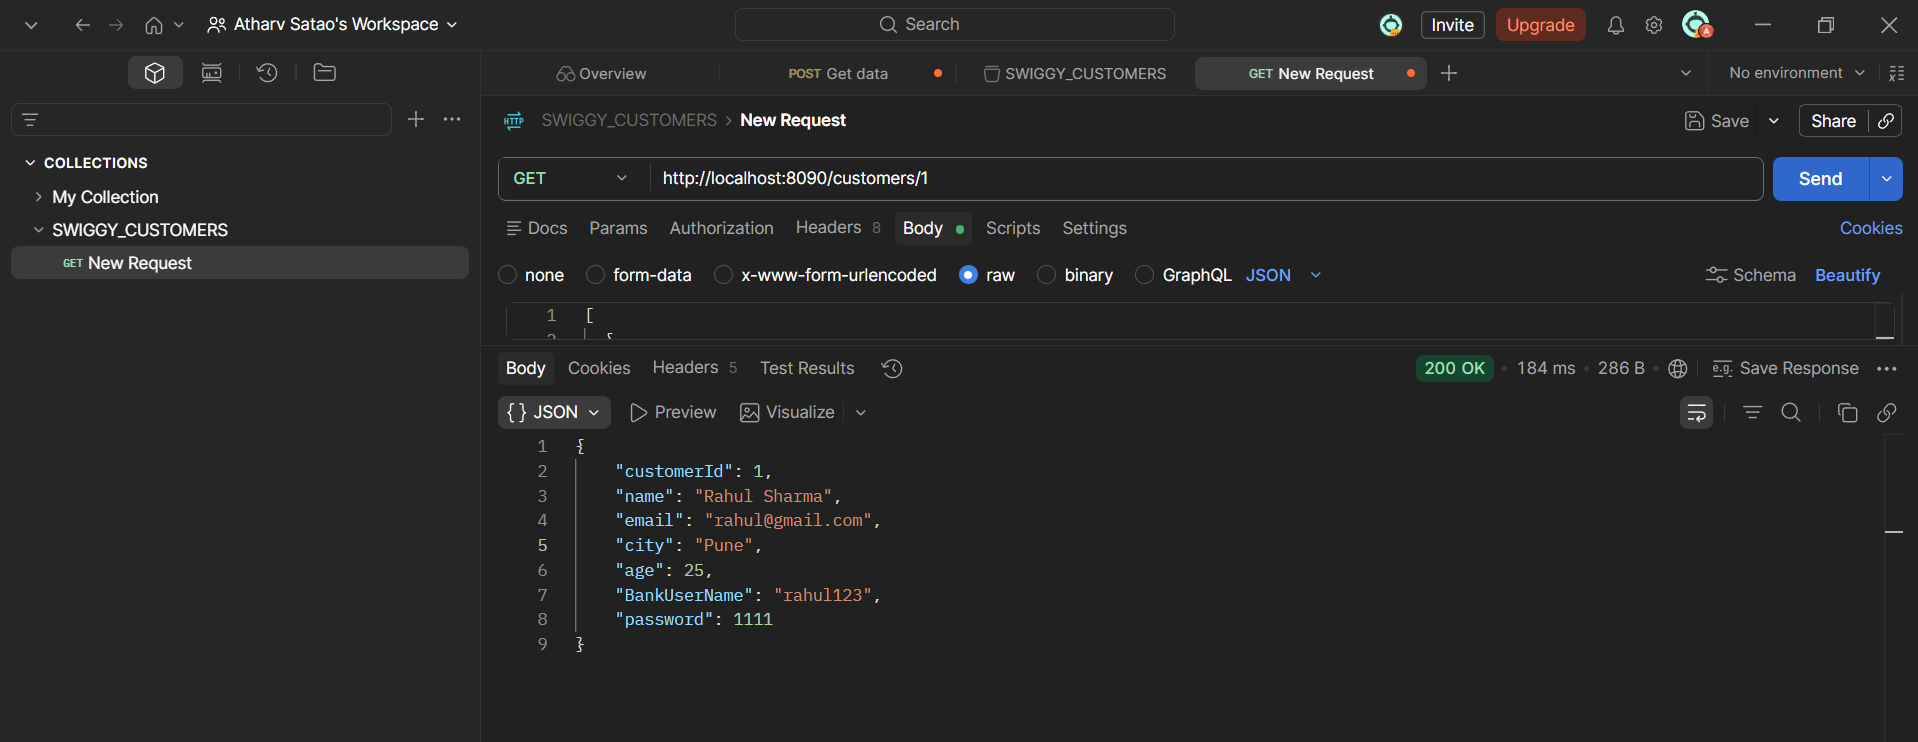 Atharv Satao's Workspace
Search
Invite
Upgrade
A
Overview
POST Get data
SWIGGY_CUSTOMERS
GET New Request
No environment
HTTP SWIGGY_CUSTOMERS > New Request
Save
Share
COLLECTIONS
My Collection
SWIGGY_CUSTOMERS
GET New Request
GET
http://localhost:8090/customers/1
Send
Docs Params Authorization Headers 8 Body Scripts Settings
Cookies
none form-data x-www-form-urlencoded raw binary GraphQL JSON
Schema Beautify
1 [
2 {
Body Cookies Headers 5 Test Results
200 OK • 184 ms • 286 B •
e.g. Save Response
{} JSON Preview Visualize
1 {
2 "customerId": 1,
3 "name": "Rahul Sharma",
4 "email": "rahul@gmail.com",
5 "city": "Pune",
6 "age": 25,
7 "BankUserName": "rahul123",
8 "password": 1111
9 }